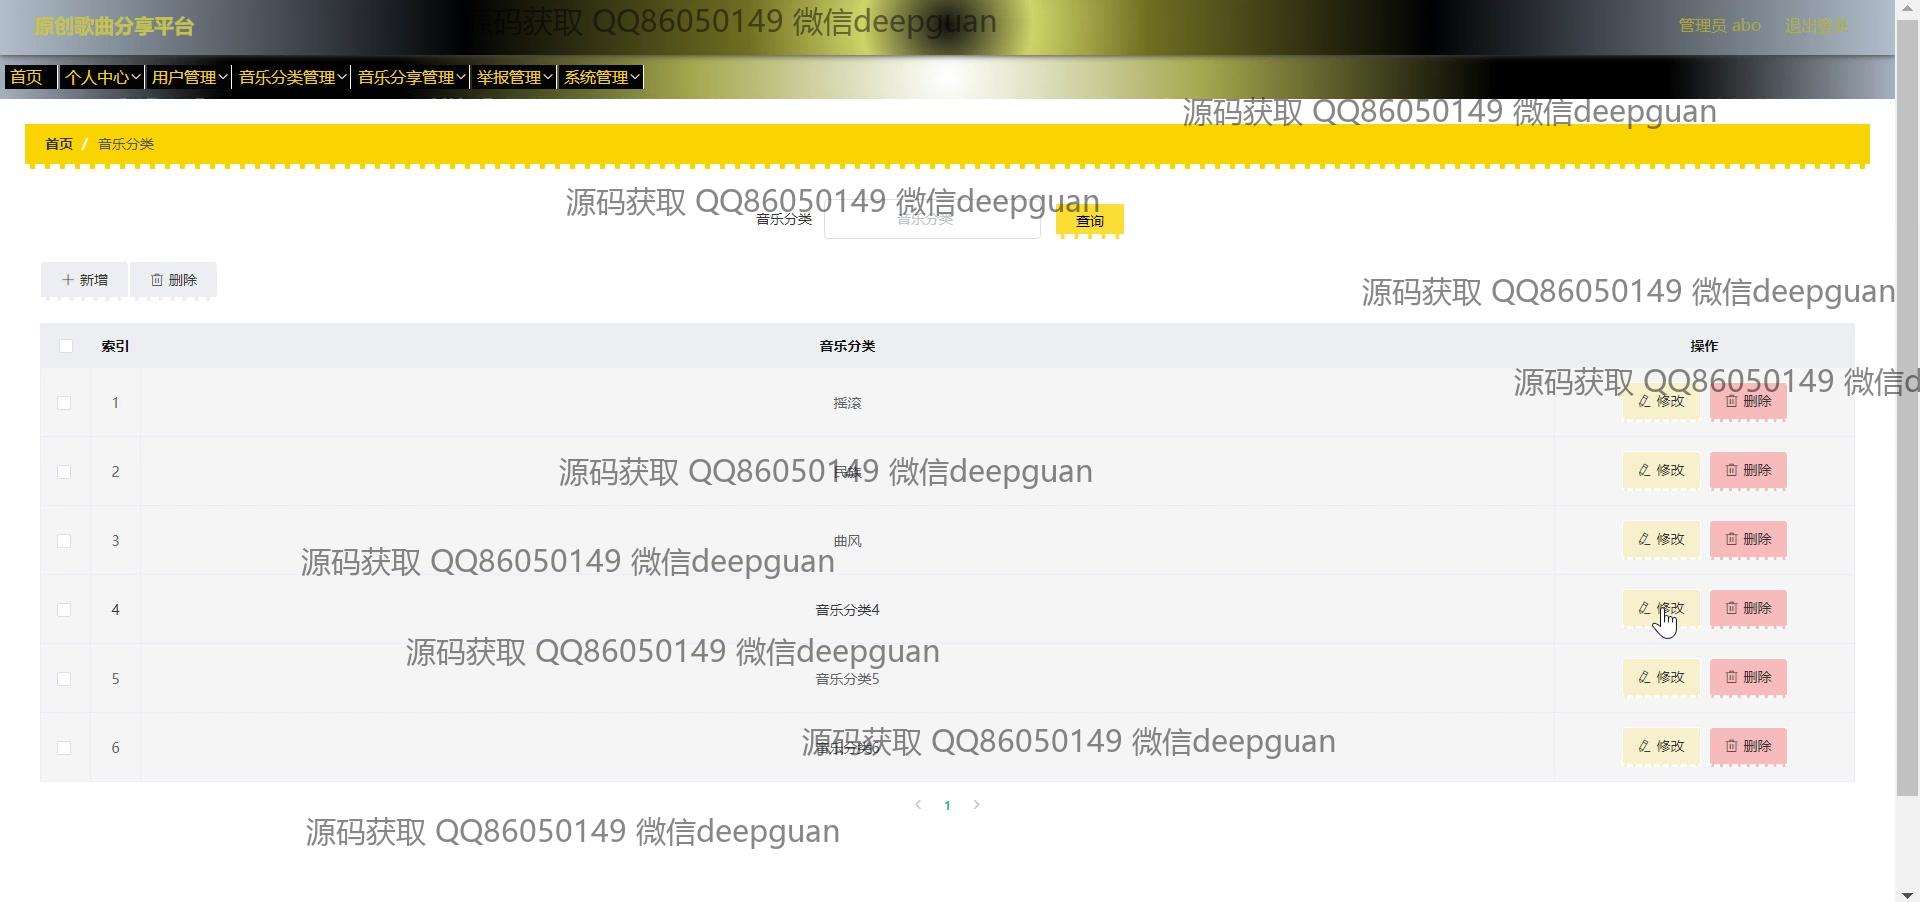 原创歌曲分享平台
源码获取 QQ86050149 微信deepguan
管理员 abo
退出登录
首页 个人中心 用户管理 音乐分类管理 音乐分享管理 举报管理 系统管理
源码获取 QQ86050149 微信deepguan
首页 / 音乐分类
源码获取 QQ86050149 微信deepguan
音乐分类 音乐分类 查询
新增 删除
源码获取 QQ86050149 微信deepguan
索引 音乐分类 操作
源码获取 QQ86050149 微信d
1 摇滚 修改 删除
源码获取 QQ86050149 微信deepguan
2 民族 修改 删除
3 曲风 修改 删除
源码获取 QQ86050149 微信deepguan
4 音乐分类4 修改 删除
源码获取 QQ86050149 微信deepguan
5 音乐分类5 修改 删除
源码获取 QQ86050149 微信deepguan
6 音乐分类6 修改 删除
1
源码获取 QQ86050149 微信deepguan